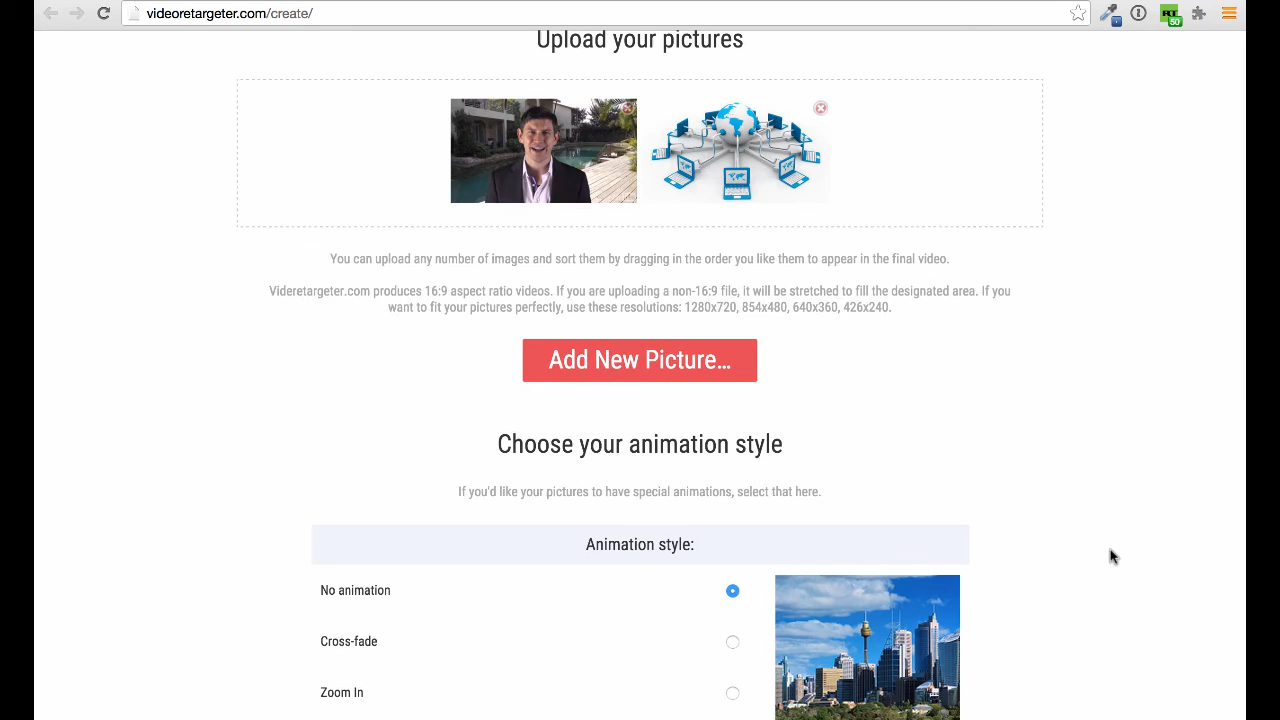 videoretargeter.com/create/
50
Upload your pictures
You can upload any number of images and sort them by dragging in the order you like them to appear in the final video.
Videretargeter.com produces 16:9 aspect ratio videos. If you are uploading a non-16:9 file, it will be stretched to fill the designated area. If you
want to fit your pictures perfectly, use these resolutions: 1280x720, 854x480, 640x360, 426x240.
Add New Picture...
Choose your animation style
If you'd like your pictures to have special animations, select that here.
Animation style:
No animation
Cross-fade
Zoom In